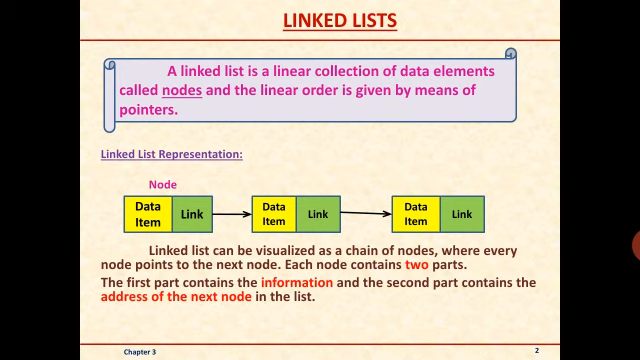 LINKED LISTS
A linked list is a linear collection of data elements
called nodes and the linear order is given by means of
pointers.
Linked List Representation:
Node
Data Item Link Data Item Link Data Item Link
Linked list can be visualized as a chain of nodes, where every
node points to the next node. Each node contains two parts.
The first part contains the information and the second part contains the
address of the next node in the list.
Chapter 3 2